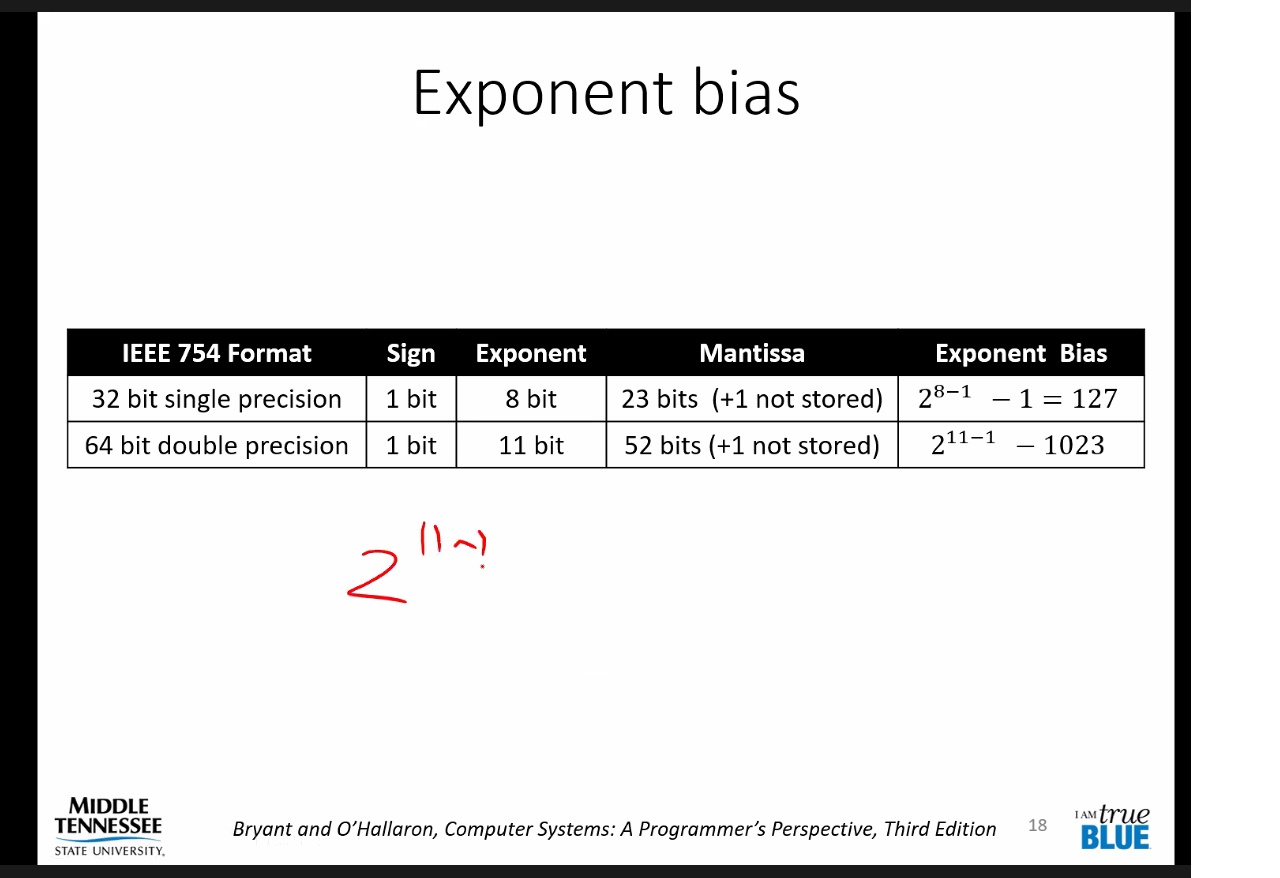 Exponent bias
IEEE 754 Format Sign Exponent Mantissa Exponent Bias
32 bit single precision 1 bit 8 bit 23 bits (+1 not stored) 2^{8−1} − 1 = 127
64 bit double precision 1 bit 11 bit 52 bits (+1 not stored) 2^{11−1} − 1023
2^{11-1}
MIDDLE
TENNESSEE
STATE UNIVERSITY.
Bryant and O'Hallaron, Computer Systems: A Programmer's Perspective, Third Edition
18
I AM true
BLUE